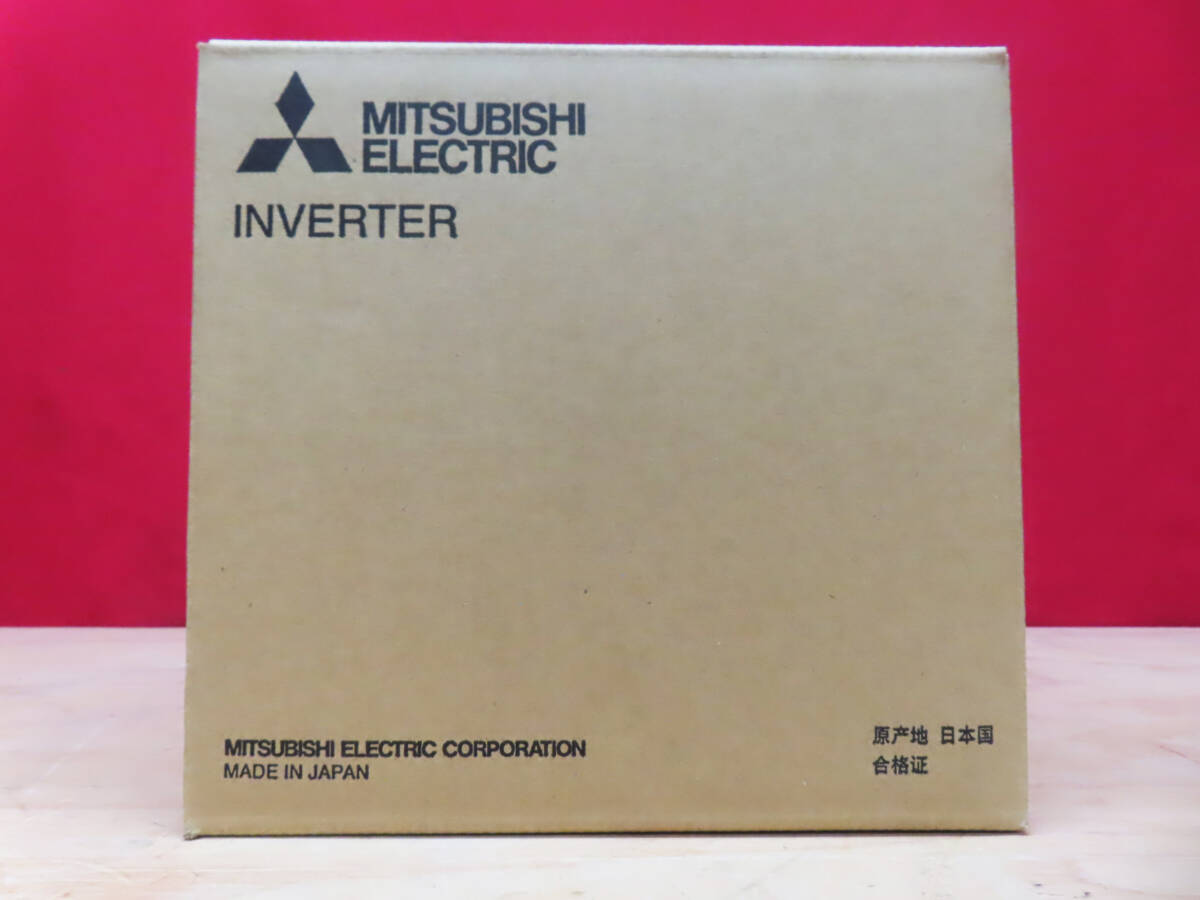 MITSUBISHI
ELECTRIC
INVERTER
MITSUBISHI ELECTRIC CORPORATION
MADE IN JAPAN
原产地 日本国
合格证